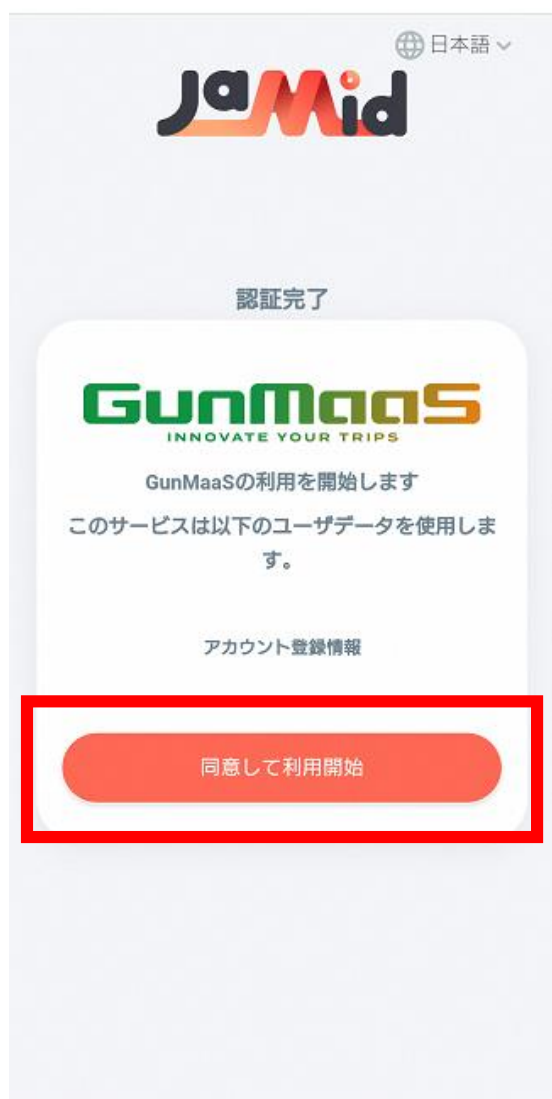 日本語
JaMid
認証完了
GunMaaS
INNOVATE YOUR TRIPS
GunMaaSの利用を開始します
このサービスは以下のユーザデータを使用しま
す。
アカウント登録情報
同意して利用開始